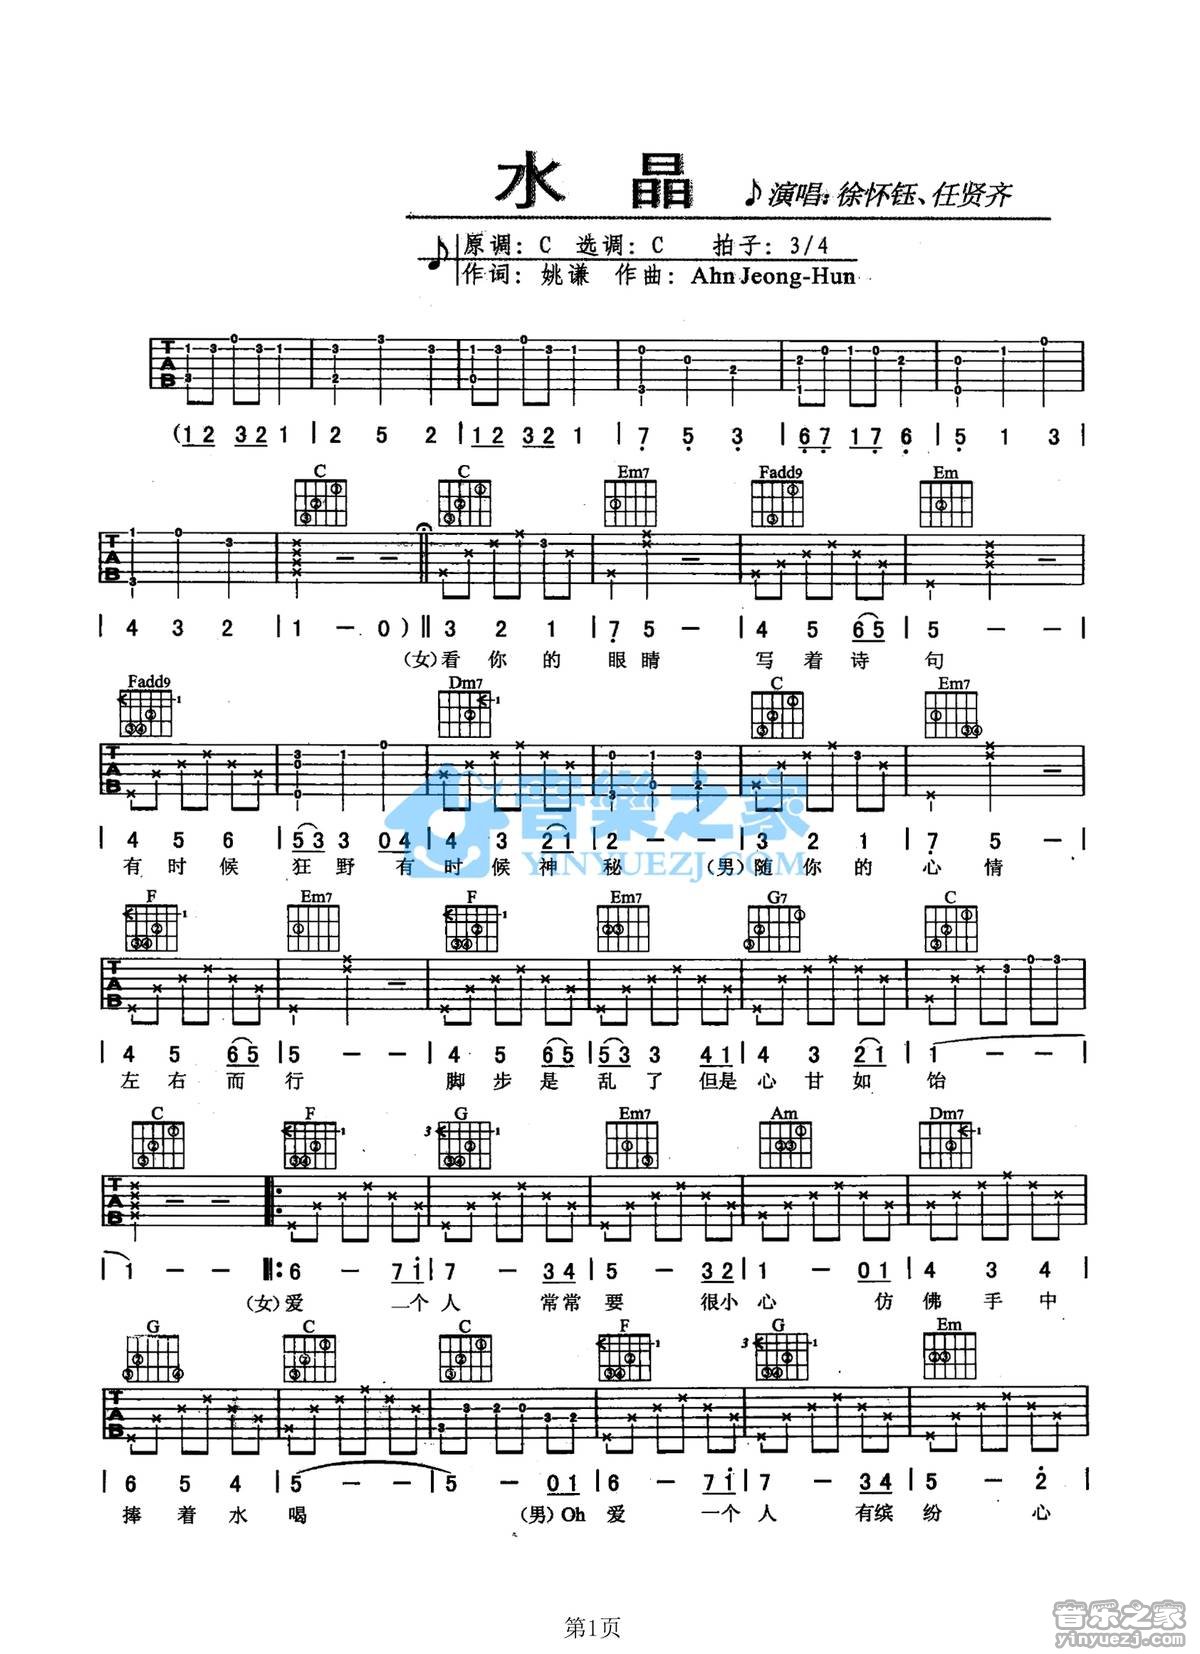 水 晶 ♪演唱：徐怀钰、任贤齐
原调：C 选调：C 拍子：3/4
作词：姚谦 作曲：Ahn Jeong-Hun
(12 321 | 2 5 2 | 12 321 | 7 5 3 | 67 17 6 | 5 1 3 |
C C Em7 Fadd9 Em
| 4 3 2 | 1 - 0 ) ‖ 3 2 1 | 7 5 - | 4 5 65 | 5 - - |
(女)看 你 的 眼 睛 写 着 诗 句
Fadd9 Dm7 C Em7
| 4 5 6 | 53 3 04 | 4 3 21 | 2 - - | 3 2 1 | 7 5 - |
有 时 候 狂 野 有 时 候 神 秘 (男)随 你 的 心 情
F Em7 F Em7 G7 C
| 4 5 65 | 5 - - | 4 5 65 | 53 3 41 | 2 2 21 | 1 - - |
左 右 而 行 脚 步 是 乱 了 但是 心 甘 如 饴
C F G Em7 Am Dm7
| 1 - - ‖: 6 - 71 | 7 - 34 | 5 - 32 | 1 - 01 | 4 3 4 |
(女)爱 一个 人 常常 要 很小 心 仿 佛 手 中
G C C F G Em
| 6 5 4 | 5 - - | 5 - 01 | 6 - 71 | 7 - 34 | 5 - 2 |
捧 着 水 喝 (男)Oh 爱 一个 人 有缤 纷 心
音樂之家
YINYUEZJ.COM
第1页
音乐之家
yinyuezj.com